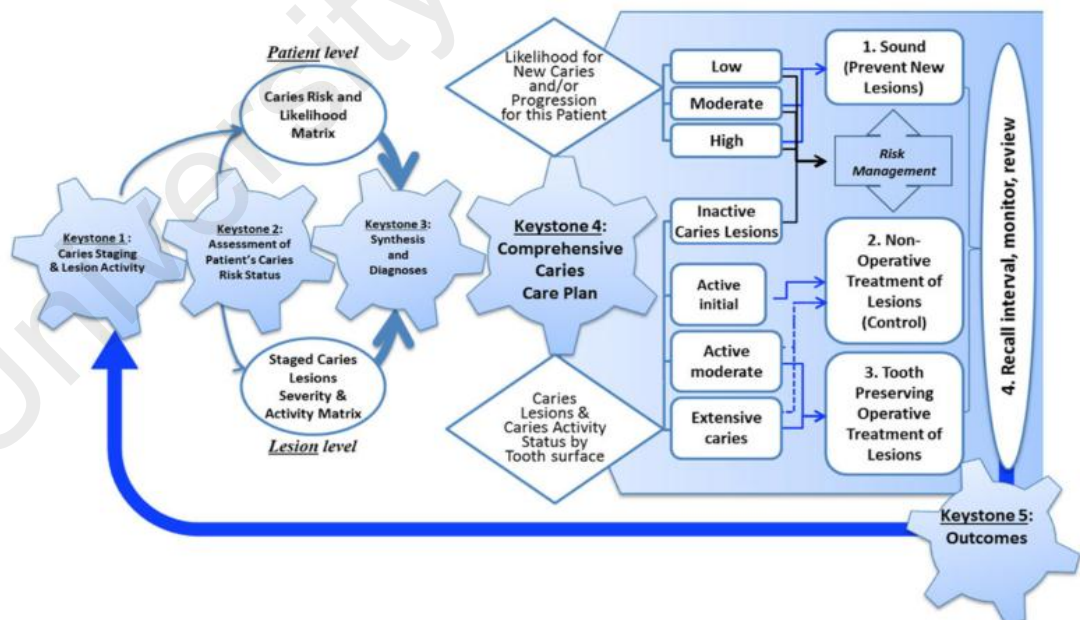 University
Patient level
Caries Risk and
Likelihood
Matrix
Keystone 1:
Caries Staging
& Lesion Activity
Keystone 2:
Assessment of
Patient's Caries
Risk Status
Keystone 3:
Synthesis
and
Diagnoses
Staged Caries
Lesions
Severity &
Activity Matrix
Lesion level
Likelihood for
New Caries
and/or
Progression
for this Patient
Keystone 4:
Comprehensive
Caries
Care Plan
Caries
Lesions &
Caries Activity
Status by
Tooth surface
Low
Moderate
High
Inactive
Caries Lesions
Active
initial
Active
moderate
Extensive
caries
1. Sound
(Prevent New
Lesions)
Risk
Management
2. Non-
Operative
Treatment of
Lesions
(Control)
3. Tooth
Preserving
Operative
Treatment of
Lesions
4. Recall interval, monitor, review
Keystone 5:
Outcomes